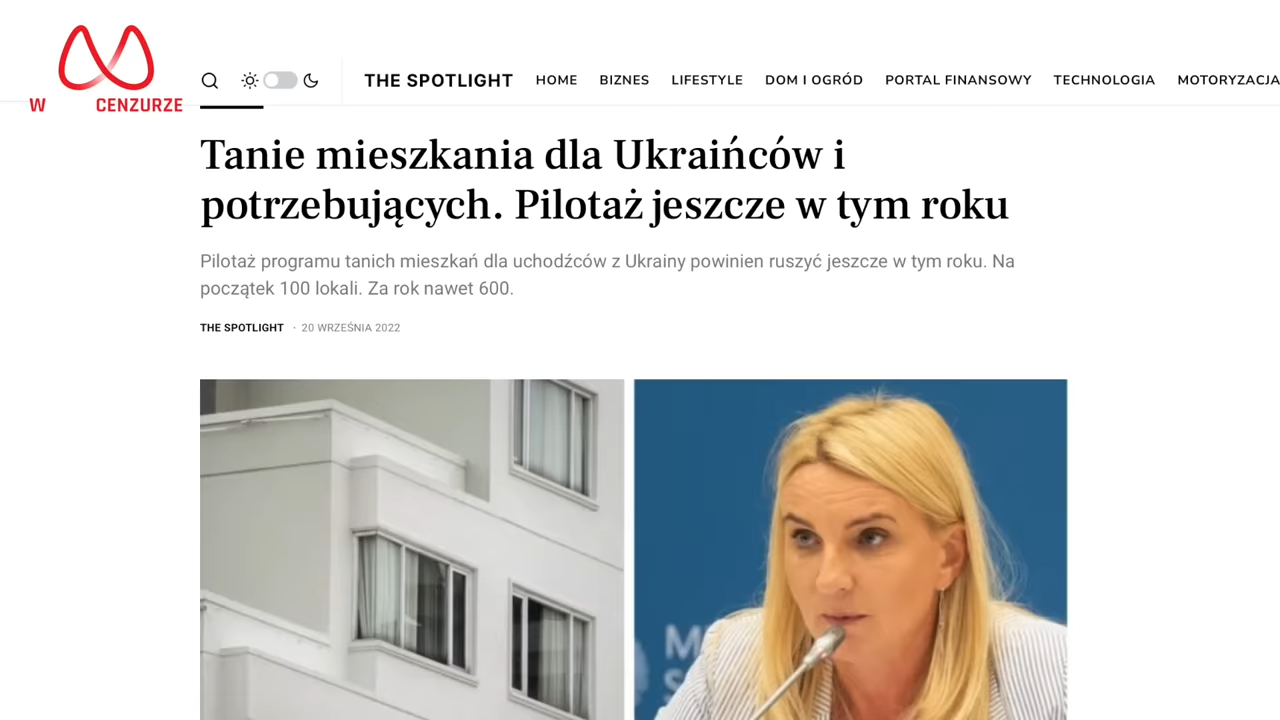 W CENZURZE
THE SPOTLIGHT HOME BIZNES LIFESTYLE DOM I OGRÓD PORTAL FINANSOWY TECHNOLOGIA MOTORYZACJA
Tanie mieszkania dla Ukraińców i
potrzebujących. Pilotaż jeszcze w tym roku
Pilotaż programu tanich mieszkań dla uchodźców z Ukrainy powinien ruszyć jeszcze w tym roku. Na
początek 100 lokali. Za rok nawet 600.
THE SPOTLIGHT · 20 WRZEŚNIA 2022